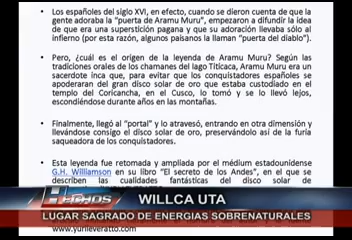 Los españoles del siglo XVI, en efecto, cuando se dieron cuenta de que la
gente adoraba la "puerta de Aramu Muru", empezaron a difundir la idea
de que era una superstición pagana y que su adoración llevaba sólo al
infierno (por esta razón, algunos paisanos la llaman "puerta del diablo").
Pero, ¿cuál es el origen de la leyenda de Aramu Muru? Según las
tradiciones orales de los chamanes del lago Titicaca, Aramu Muru era un
sacerdote inca que, para evitar que los conquistadores españoles se
apoderaran del gran disco solar de oro que estaba custodiado en el
templo del Coricancha, en el Cusco, lo tomó y se lo llevó lejos,
escondiéndose durante años en las montañas.
Finalmente, llegó al "portal" y lo atravesó, entrando en otra dimensión y
llevándose consigo el disco solar de oro, preservándolo así de la furia
saqueadora de los conquistadores.
Esta leyenda fue retomada y ampliada por el médium estadounidense
G.H. Williamson en su libro "El secreto de los Andes", en el que
se describen las cualidades fantásticas del disco solar de
Hechos
WILLCA UTA
LUGAR SAGRADO DE ENERGIAS SOBRENATURALES
www.yurileveratto.com